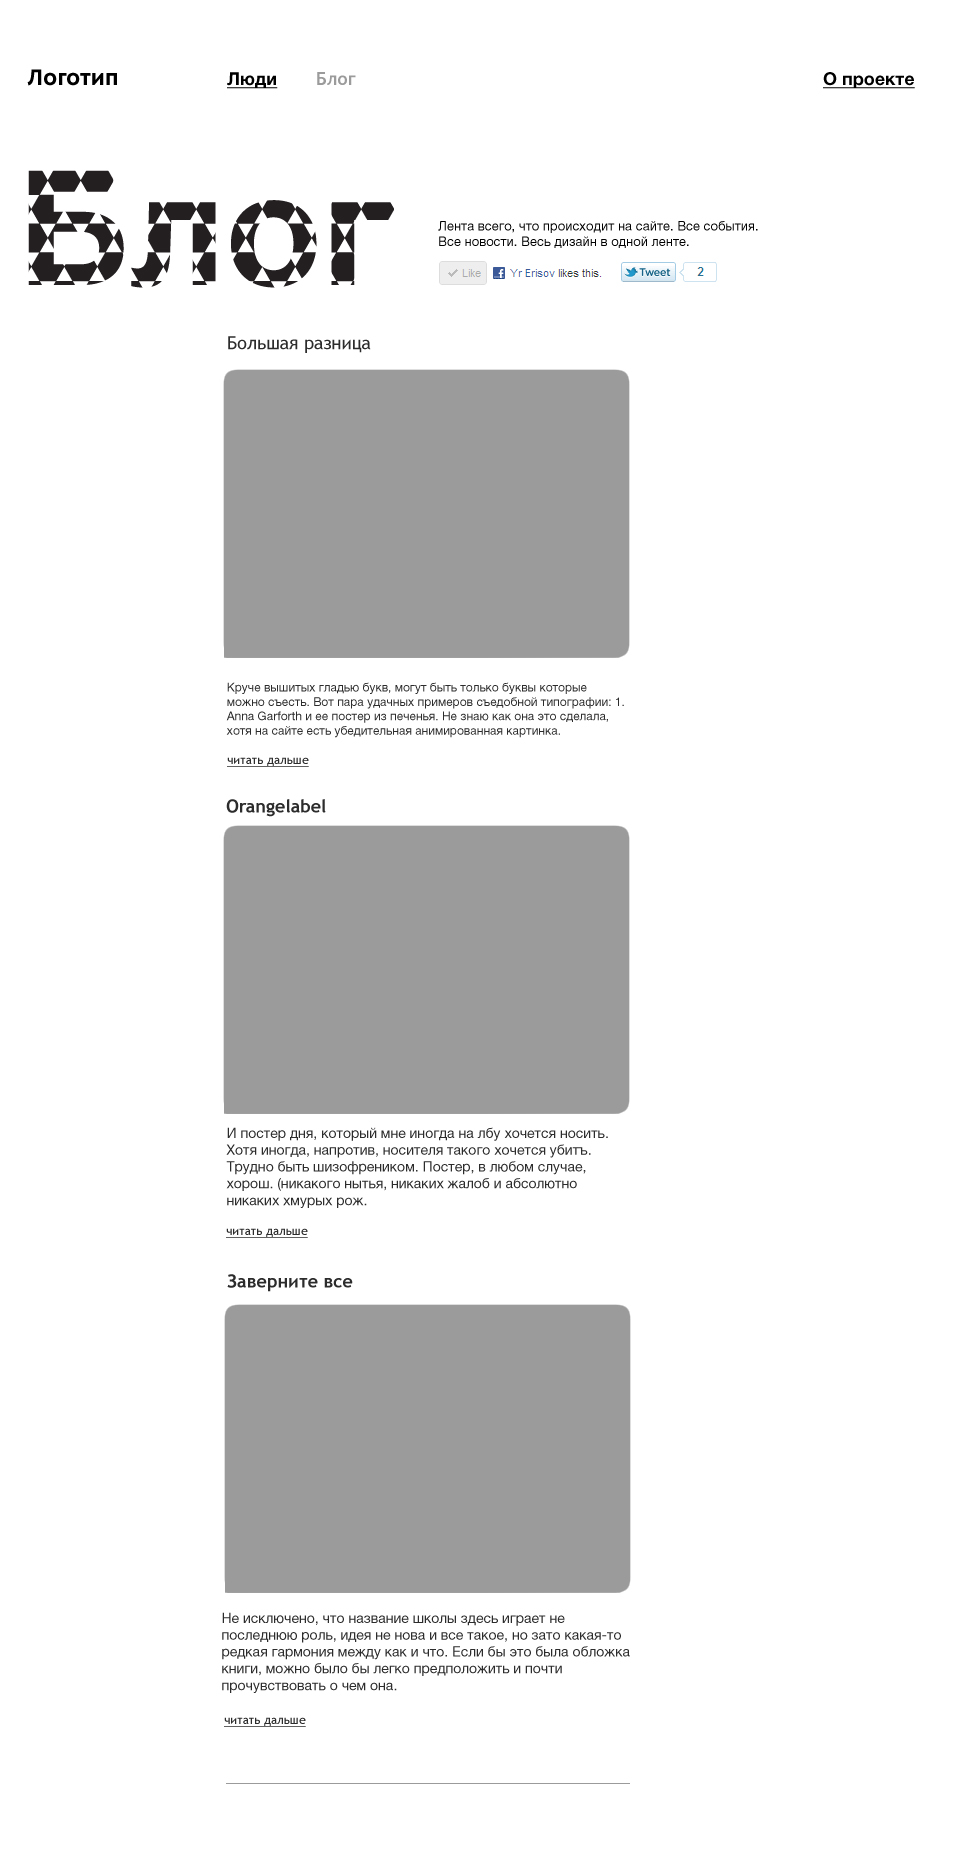 Логотип
Люди
Блог
О проекте
Блог
Лента всего, что происходит на сайте. Все события.
Все новости. Весь дизайн в одной ленте.
Like
Yr Erisov likes this.
Tweet
2
Большая разница
Круче вышитых гладью букв, могут быть только буквы которые
можно съесть. Вот пара удачных примеров съедобной типографии: 1.
Anna Garforth и ее постер из печенья. Не знаю как она это сделала,
хотя на сайте есть убедительная анимированная картинка.
читать дальше
Orangelabel
И постер дня, который мне иногда на лбу хочется носить.
Хотя иногда, напротив, носителя такого хочется убитъ.
Трудно быть шизофреником. Постер, в любом случае,
хорош. (никакого нытья, никаких жалоб и абсолютно
никаких хмурых рож.
читать дальше
Заверните все
Не исключено, что название школы здесь играет не
последнюю роль, идея не нова и все такое, но зато какая-то
редкая гармония между как и что. Если бы это была обложка
книги, можно было бы легко предположить и почти
прочувствовать о чем она.
читать дальше